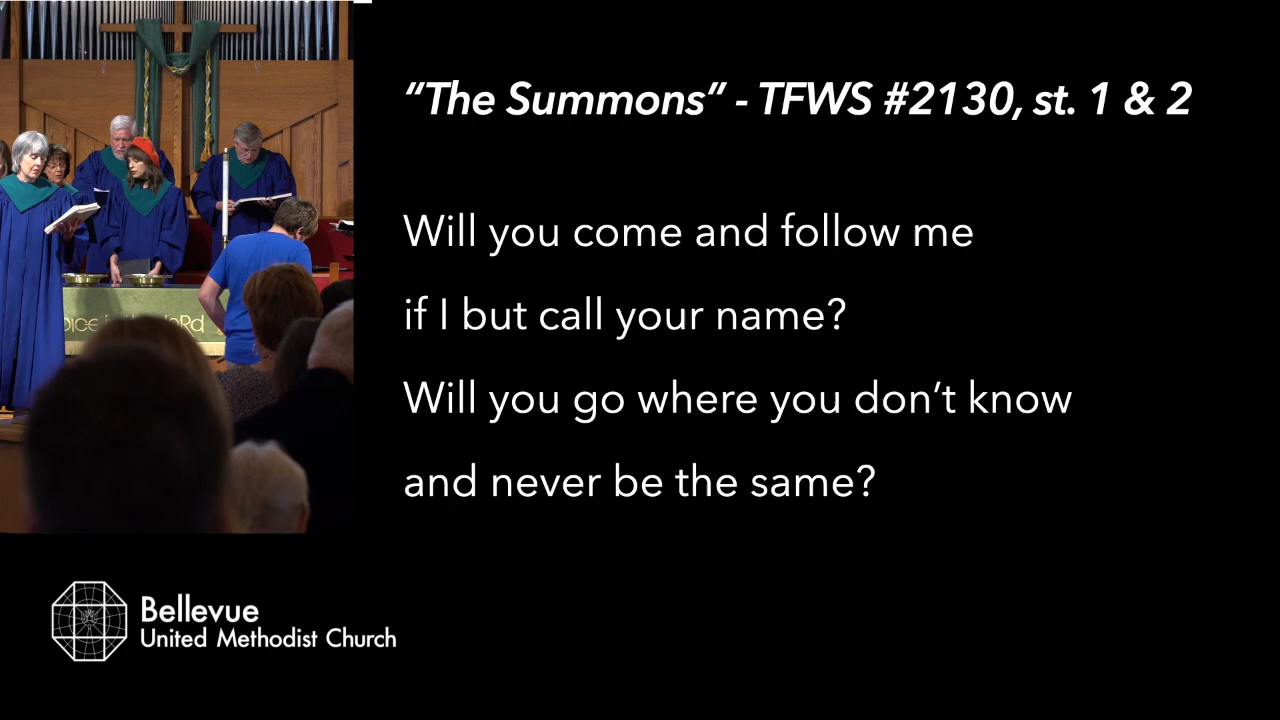 “The Summons” - TFWS #2130, st. 1 & 2
Will you come and follow me
if I but call your name?
Will you go where you don’t know
and never be the same?
Bellevue
United Methodist Church